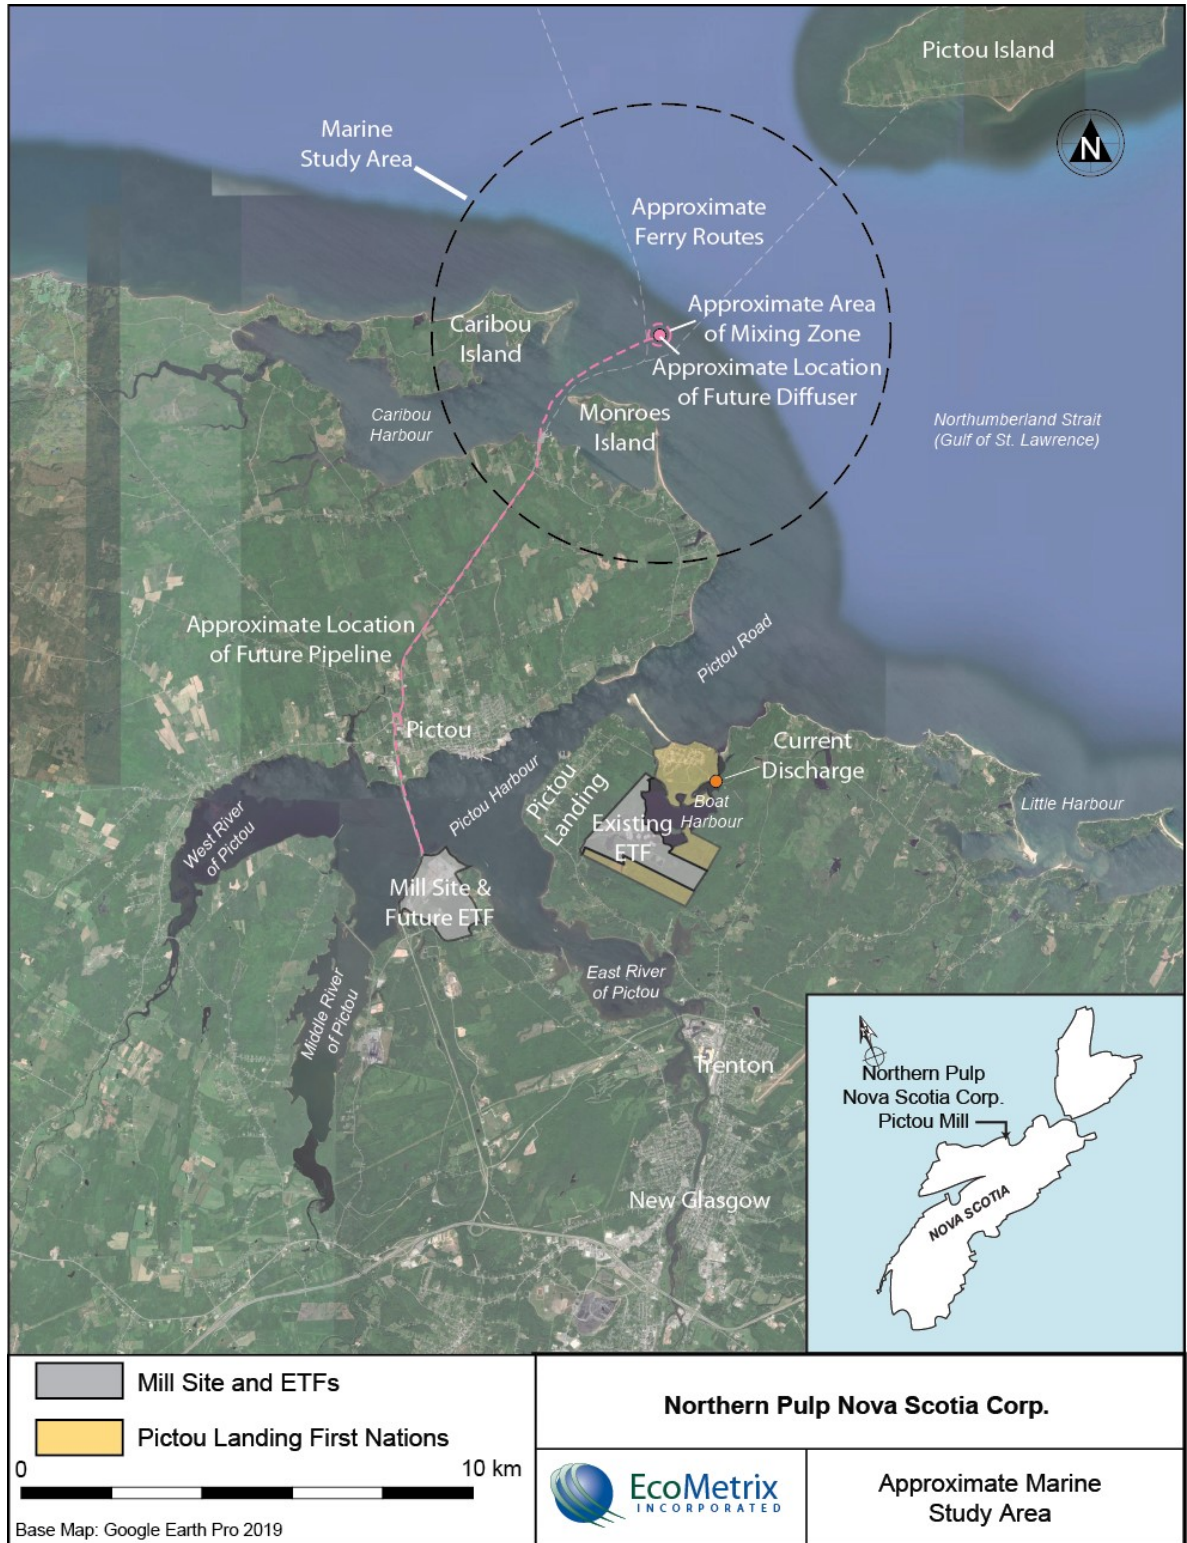 Pictou Island
Marine
Study Area
N
Approximate
Ferry Routes
Approximate Area
of Mixing Zone
Caribou
Island
Approximate Location
of Future Diffuser
Monroes
Island
Caribou
Harbour
Northumberland Strait
(Gulf of St. Lawrence)
Approximate Location
of Future Pipeline
Pictou Road
Pictou
Current
Discharge
Pictou Harbour
Pictou
Landing
Boat
Harbour
Little Harbour
Existing
ETF
West River
of Pictou
Mill Site &
Future ETF
East River
of Pictou
Middle River
of Pictou
Trenton
New Glasgow
Northern Pulp
Nova Scotia Corp.
Pictou Mill
NOVA SCOTIA
Mill Site and ETFs
Pictou Landing First Nations
0 10 km
Base Map: Google Earth Pro 2019
Northern Pulp Nova Scotia Corp.
EcoMetrix
INCORPORATED
Approximate Marine
Study Area